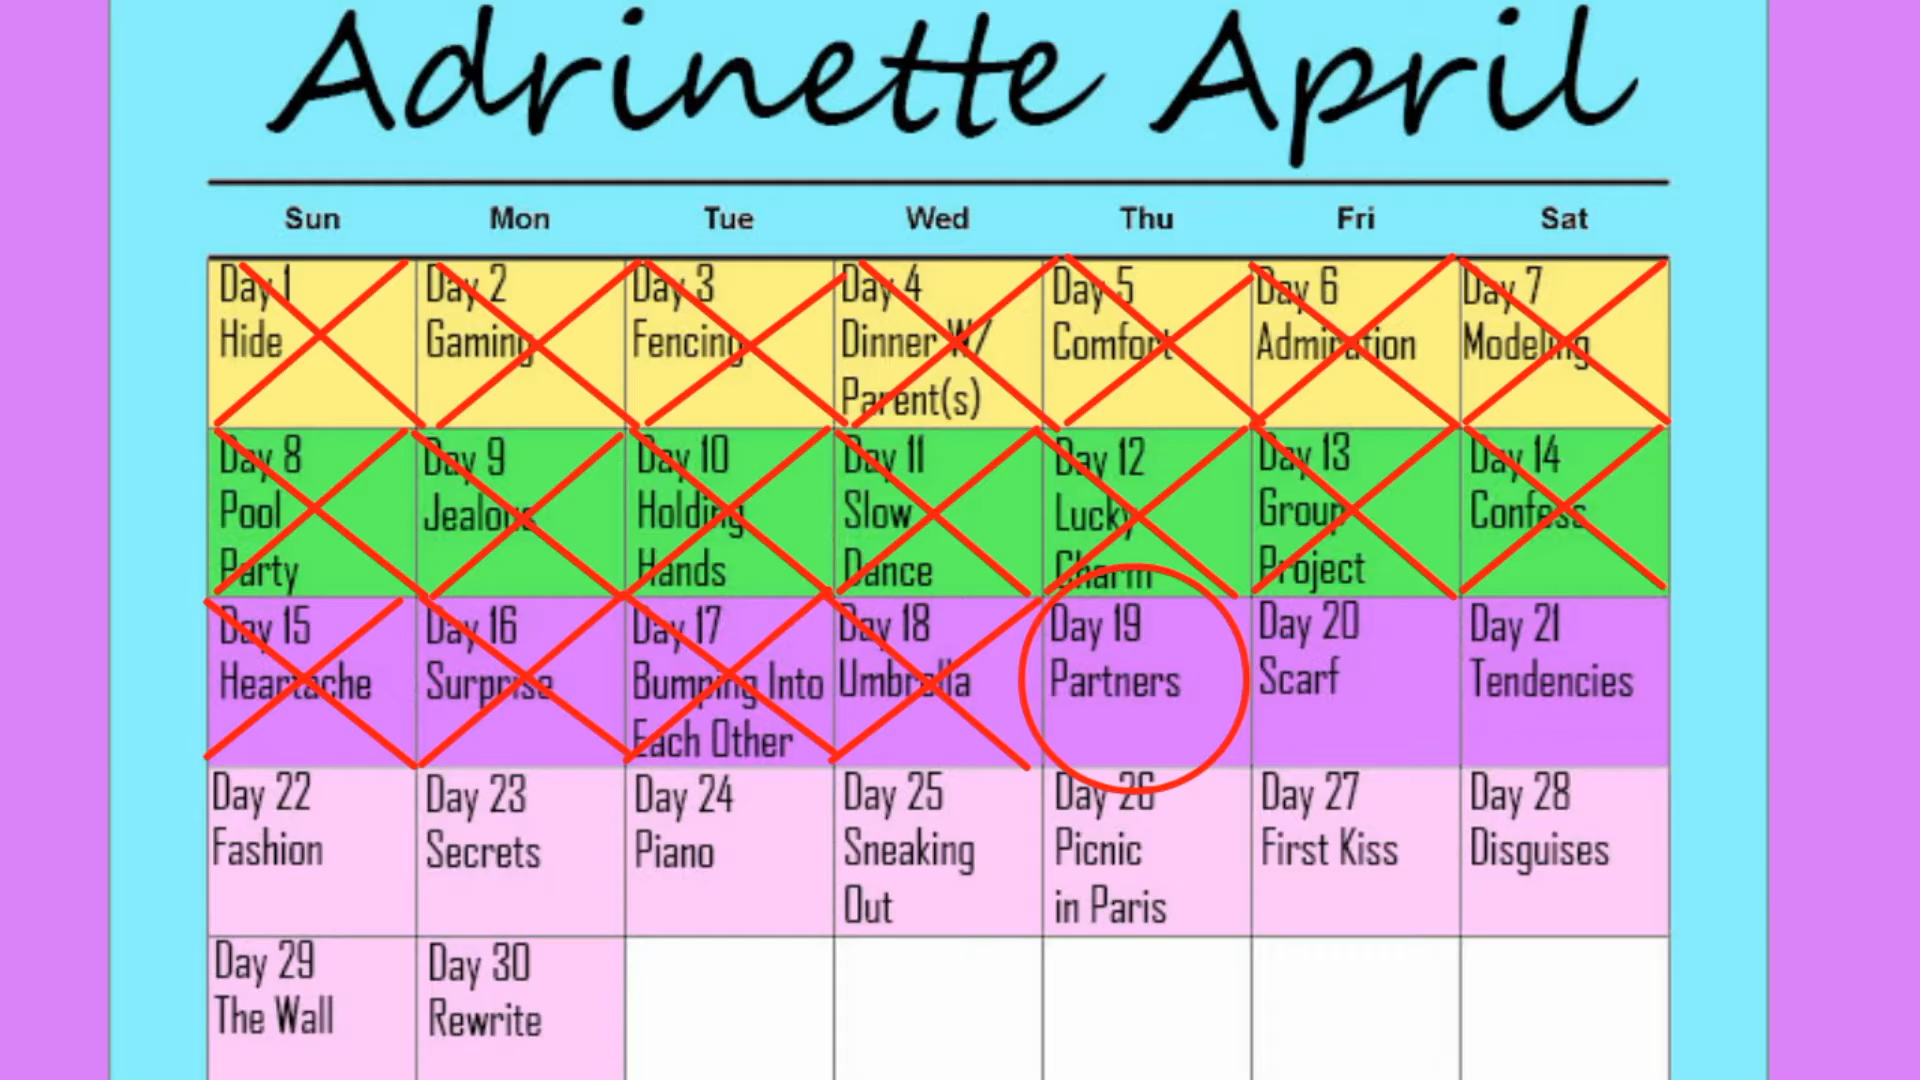 Adrinette April
Sun Mon Tue Wed Thu Fri Sat
Day 1
Hide
Day 2
Gaming
Day 3
Fencing
Day 4
Dinner W/
Parent(s)
Day 5
Comfort
Day 6
Admiration
Day 7
Modeling
Day 8
Pool
Party
Day 9
Jealous
Day 10
Holding
Hands
Day 11
Slow
Dance
Day 12
Lucky
Charm
Day 13
Group
Project
Day 14
Confess
Day 15
Heartache
Day 16
Surprise
Day 17
Bumping Into
Each Other
Day 18
Umbrella
Day 19
Partners
Day 20
Scarf
Day 21
Tendencies
Day 22
Fashion
Day 23
Secrets
Day 24
Piano
Day 25
Sneaking
Out
Day 26
Picnic
in Paris
Day 27
First Kiss
Day 28
Disguises
Day 29
The Wall
Day 30
Rewrite